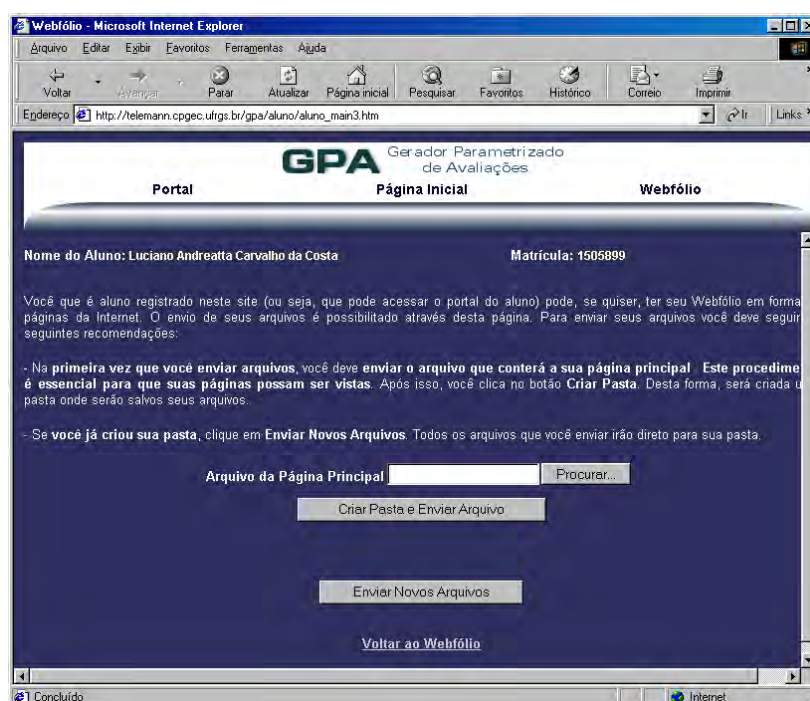 Webfólio - Microsoft Internet Explorer
Arquivo Editar Exibir Favoritos Ferramentas Ajuda
Voltar Avançar Parar Atualizar Página inicial Pesquisar Favoritos Histórico Correio Imprimir
Endereço http://telemann.cpgec.ufrgs.br/gpa/aluno/aluno_main3.htm Ir Links
GPA Gerador Parametrizado
de Avaliações
Portal Página Inicial Webfólio
Nome do Aluno: Luciano Andreatta Carvalho da Costa Matrícula: 1505899
Você que é aluno registrado neste site (ou seja, que pode acessar o portal do aluno) pode, se quiser, ter seu Webfólio em forma
páginas da Internet. O envio de seus arquivos é possibilitado através desta página. Para enviar seus arquivos você deve seguir
seguintes recomendações:
- Na primeira vez que você enviar arquivos, você deve enviar o arquivo que conterá a sua página principal Este procedime
é essencial para que suas páginas possam ser vistas. Após isso, você clica no botão Criar Pasta. Desta forma, será criada u
pasta onde serão salvos seus arquivos.
- Se você já criou sua pasta, clique em Enviar Novos Arquivos. Todos os arquivos que você enviar irão direto para sua pasta.
Arquivo da Página Principal Procurar...
Criar Pasta e Enviar Arquivo
Enviar Novos Arquivos
Voltar ao Webfólio
Concluído Internet